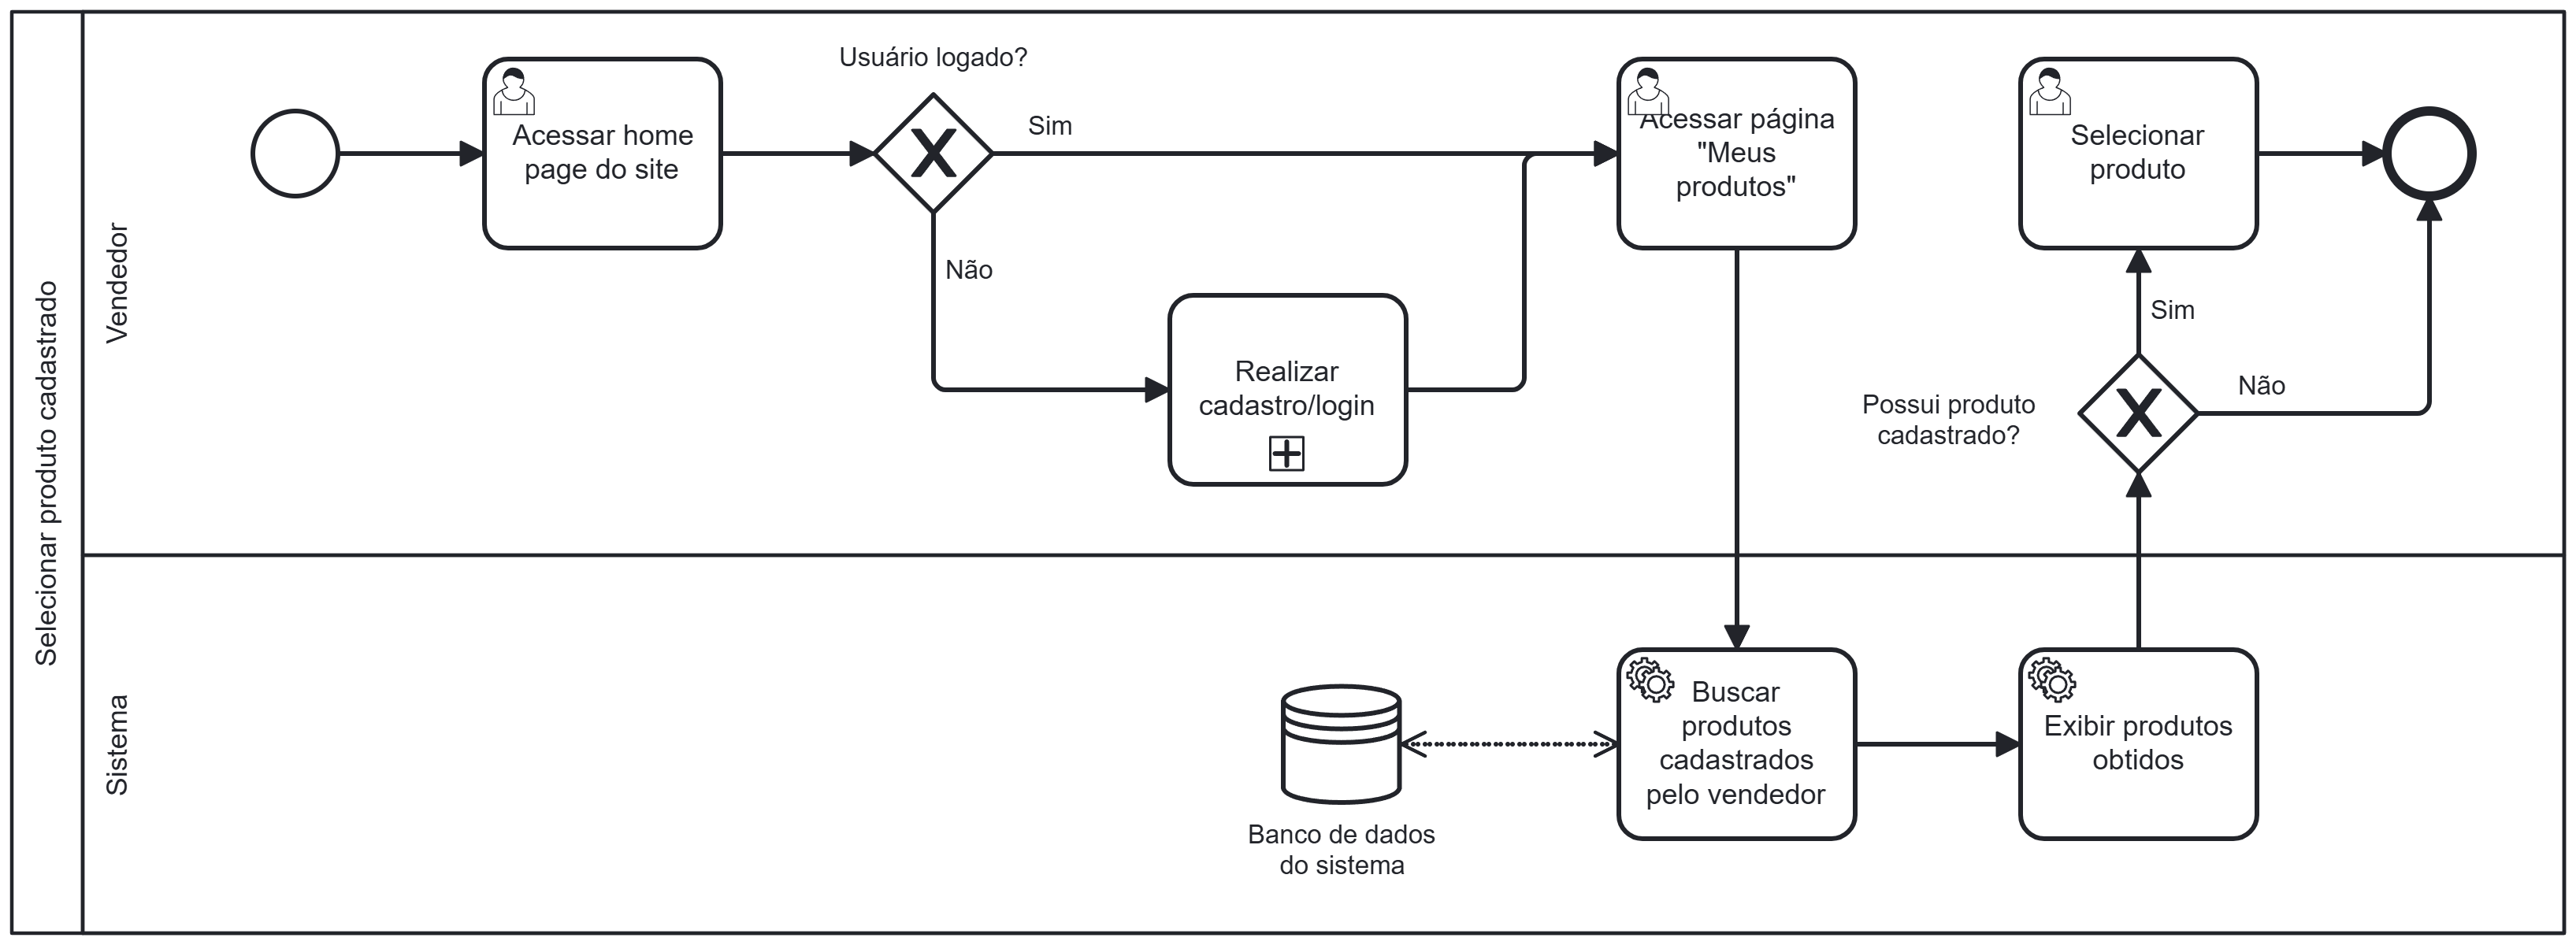 Selecionar produto cadastrado
Vendedor
Usuário logado?
Acessar home
page do site
Sim
Não
Realizar
cadastro/login
Acessar página
"Meus
produtos"
Selecionar
produto
Sim
Não
Possui produto
cadastrado?
Sistema
Banco de dados
do sistema
Buscar
produtos
cadastrados
pelo vendedor
Exibir produtos
obtidos